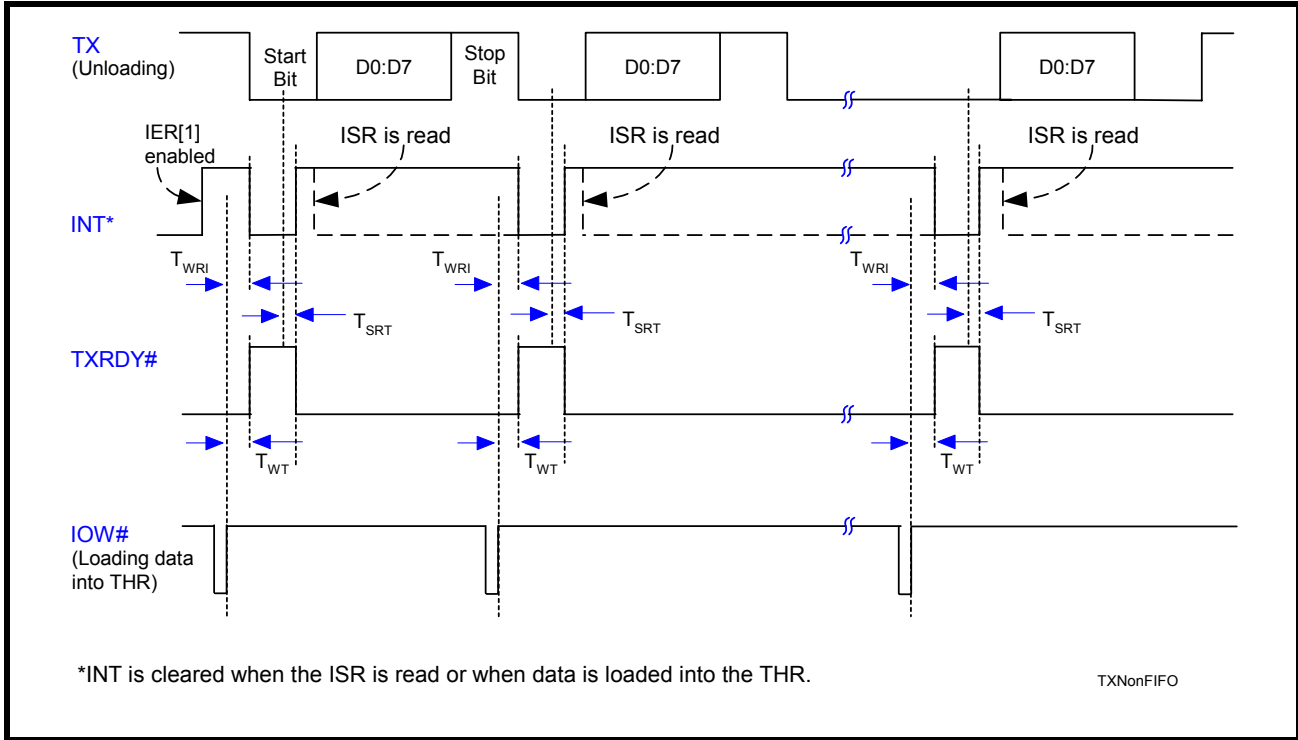 TX
(Unloading)
Start
Bit
D0:D7
Stop
Bit
D0:D7
D0:D7
IER[1]
enabled
ISR is read
ISR is read
ISR is read
INT*
TWRI
TWRI
TWRI
TSRT
TSRT
TSRT
TXRDY#
TWT
TWT
TWT
IOW#
(Loading data
into THR)
*INT is cleared when the ISR is read or when data is loaded into the THR.
TXNonFIFO